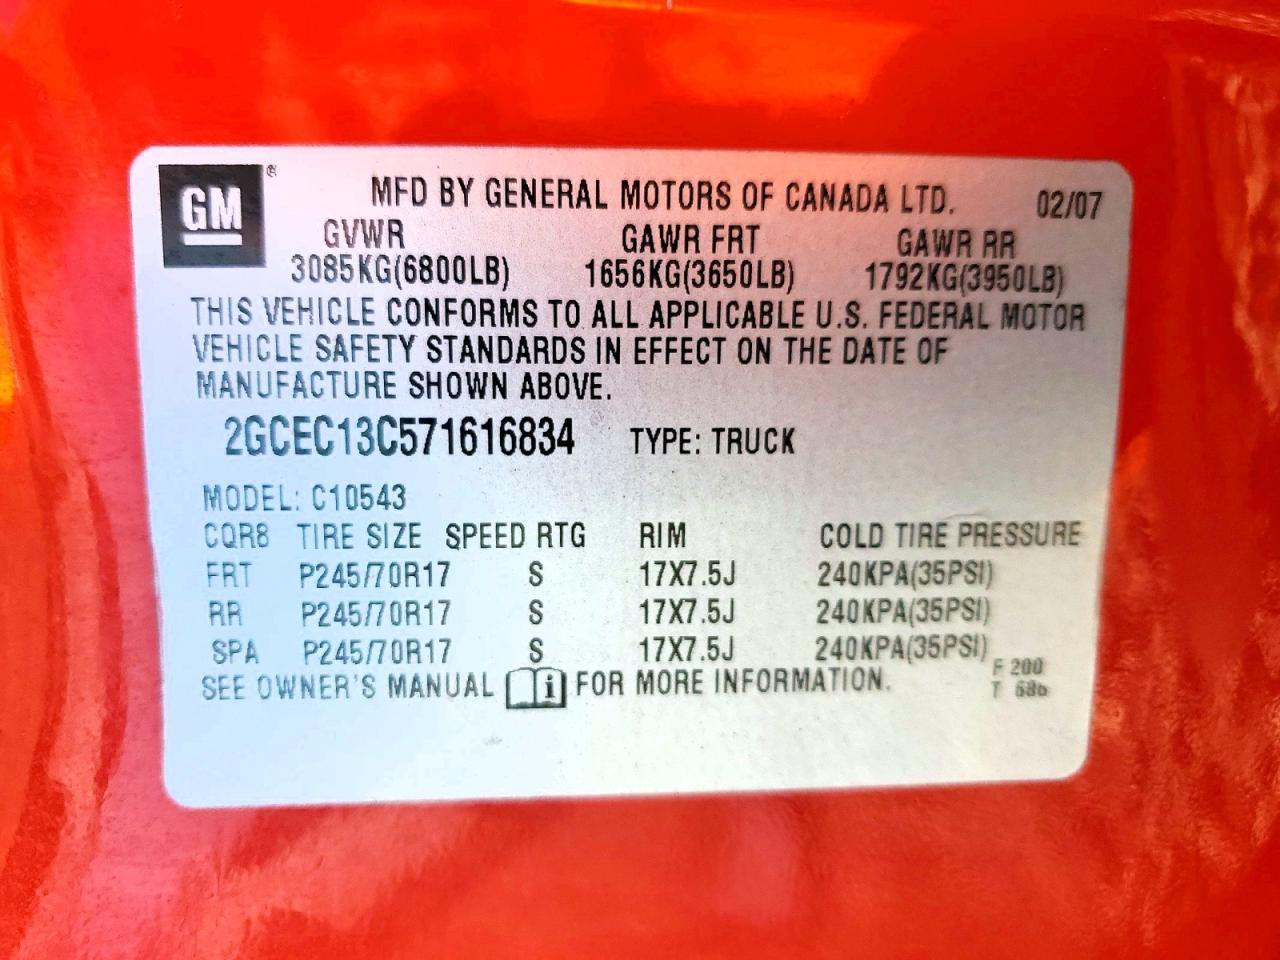 GM ®
MFD BY GENERAL MOTORS OF CANADA LTD. 02/07
GVWR GAWR FRT GAWR RR
3085KG(6800LB) 1656KG(3650LB) 1792KG(3950LB)
THIS VEHICLE CONFORMS TO ALL APPLICABLE U.S. FEDERAL MOTOR
VEHICLE SAFETY STANDARDS IN EFFECT ON THE DATE OF
MANUFACTURE SHOWN ABOVE.
2GCEC13C571616834 TYPE: TRUCK
MODEL: C10543
CQR8 TIRE SIZE SPEED RTG RIM COLD TIRE PRESSURE
FRT P245/70R17 S 17X7.5J 240KPA(35PSI)
RR P245/70R17 S 17X7.5J 240KPA(35PSI)
SPA P245/70R17 S 17X7.5J 240KPA(35PSI)
SEE OWNER'S MANUAL i FOR MORE INFORMATION.
F 200
T